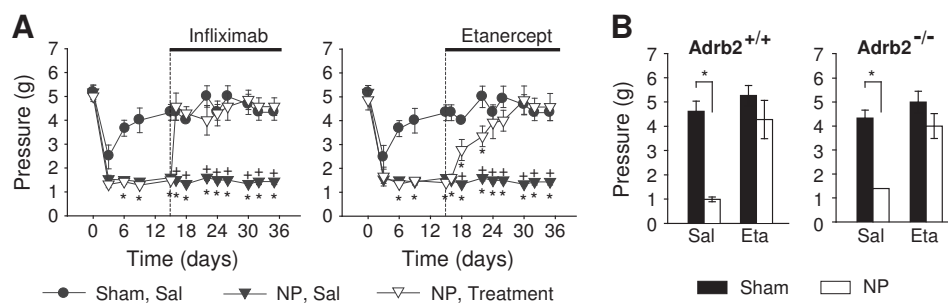 A
Infliximab
Pressure (g)
7
6
5
4
3
2
1
0
0 6 12 18 24 30 36
Time (days)
Etanercept
7
6
5
4
3
2
1
0
0 6 12 18 24 30 36
Time (days)
Sham, Sal
NP, Sal
NP, Treatment
B
Adrb2+/+
Pressure (g)
7
6
5
4
3
2
1
0
*
Sal Eta
Adrb2-/-
7
6
5
4
3
2
1
0
*
Sal Eta
Sham
NP